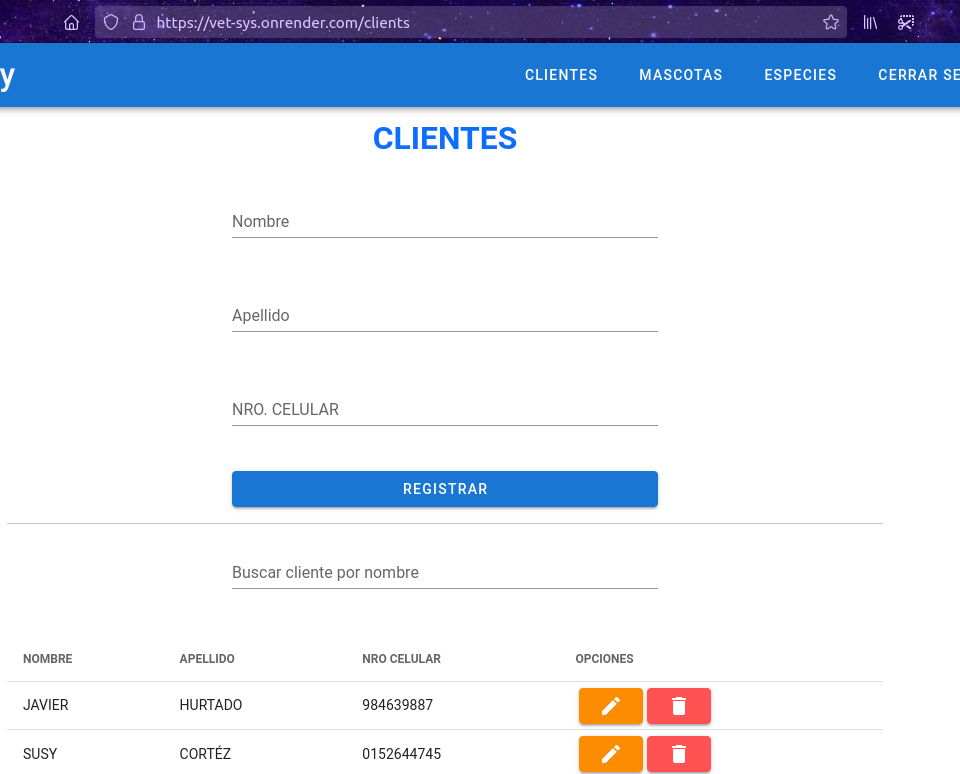 https://vet-sys.onrender.com/clients
y CLIENTES MASCOTAS ESPECIES CERRAR SE
CLIENTES
Nombre
Apellido
NRO. CELULAR
REGISTRAR
Buscar cliente por nombre
NOMBRE APELLIDO NRO CELULAR OPCIONES
JAVIER HURTADO 984639887
SUSY CORTÉZ 0152644745